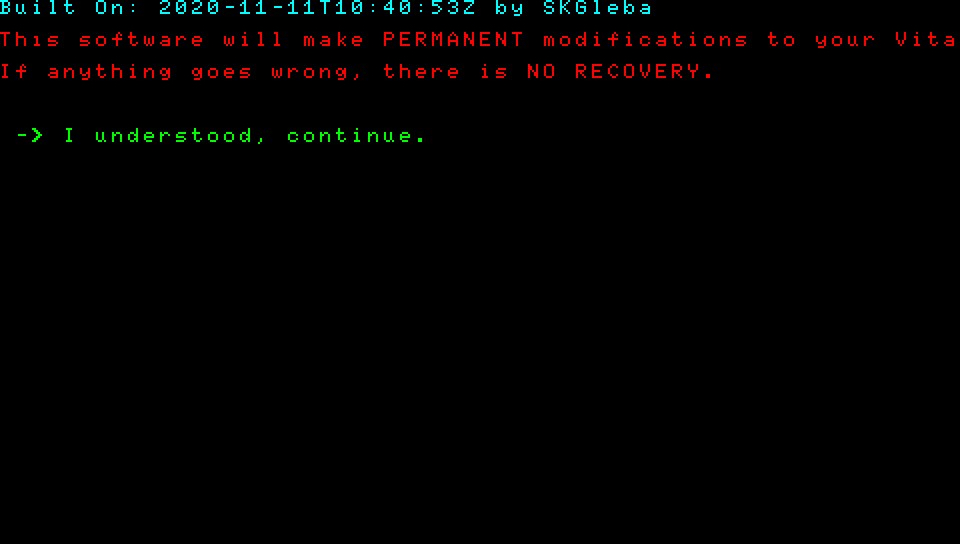 Built On: 2020-11-11T10:40:53Z by SKGleba
This software will make PERMANENT modifications to your Vita
If anything goes wrong, there is NO RECOVERY.
-> I understood, continue.